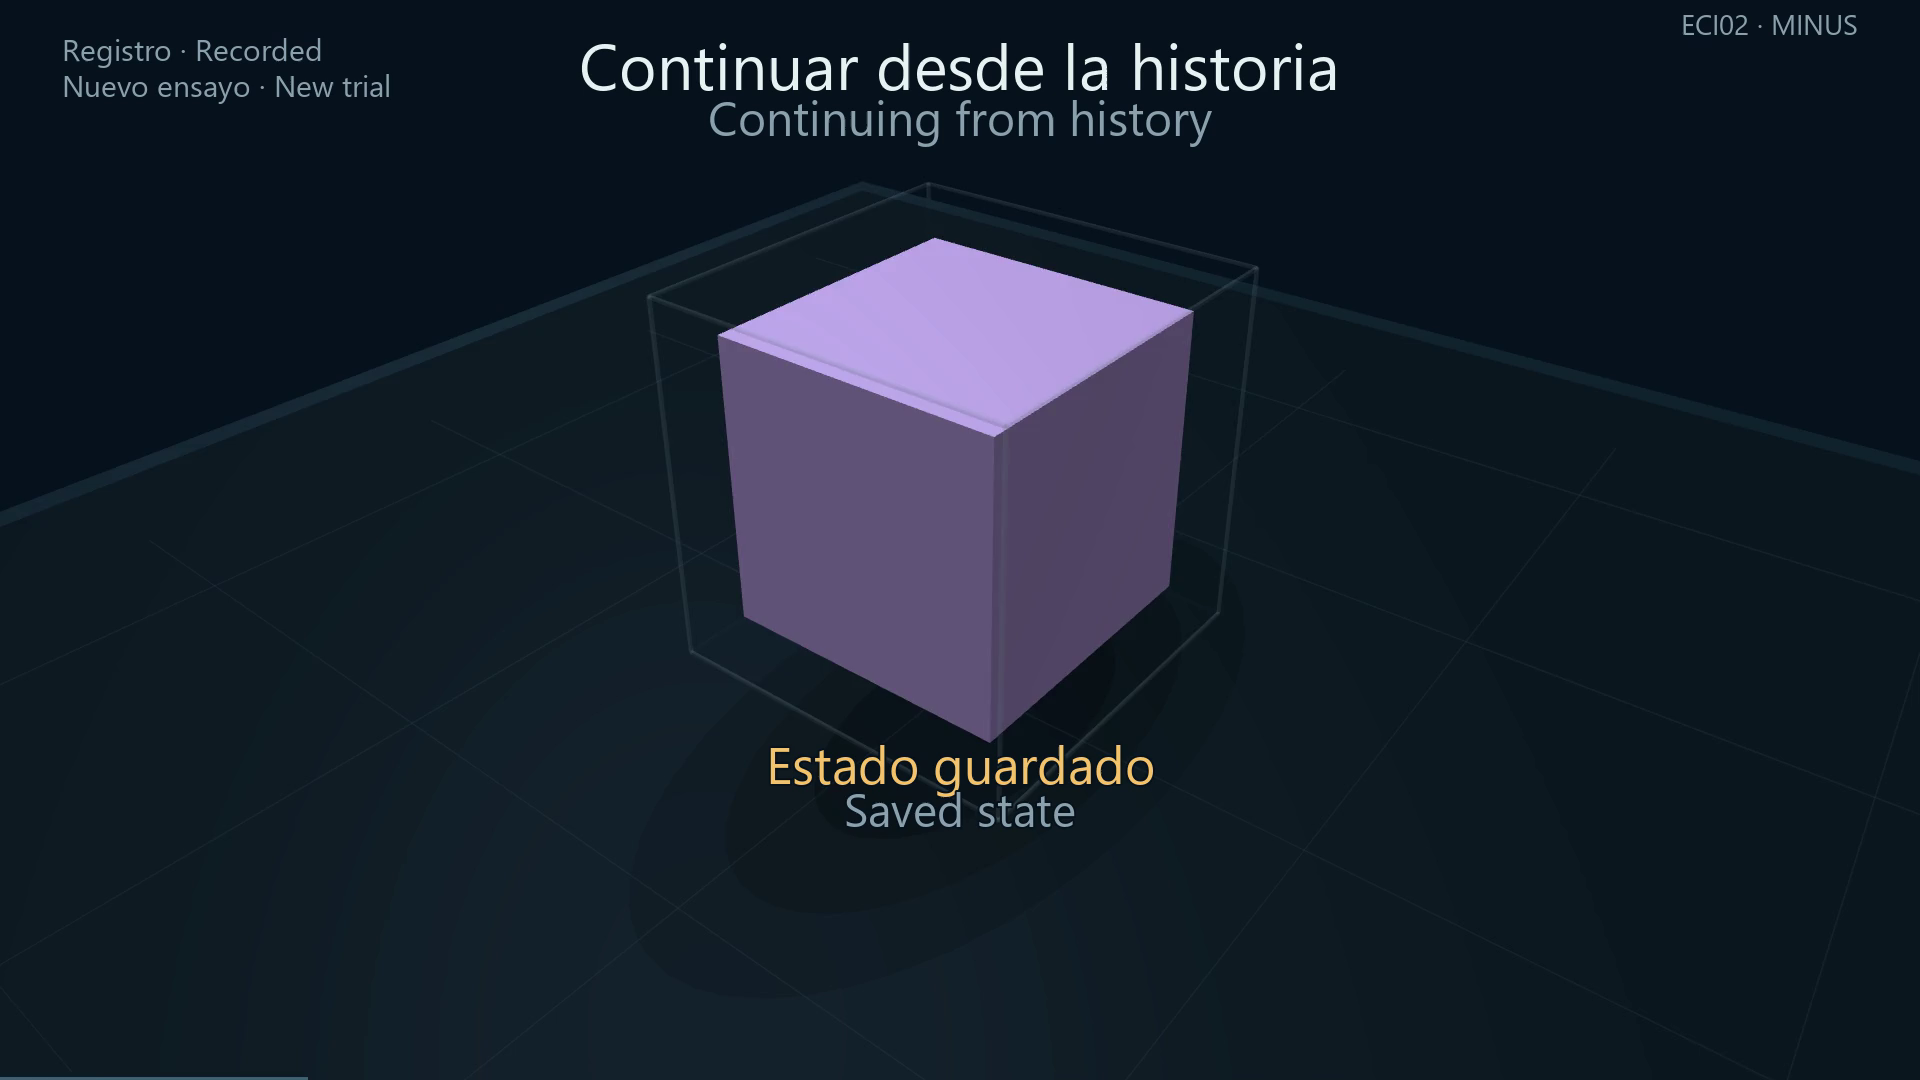 Registro · Recorded
Nuevo ensayo · New trial
Continuar desde la historia
Continuing from history
ECI02 · MINUS
Estado guardado
Saved state